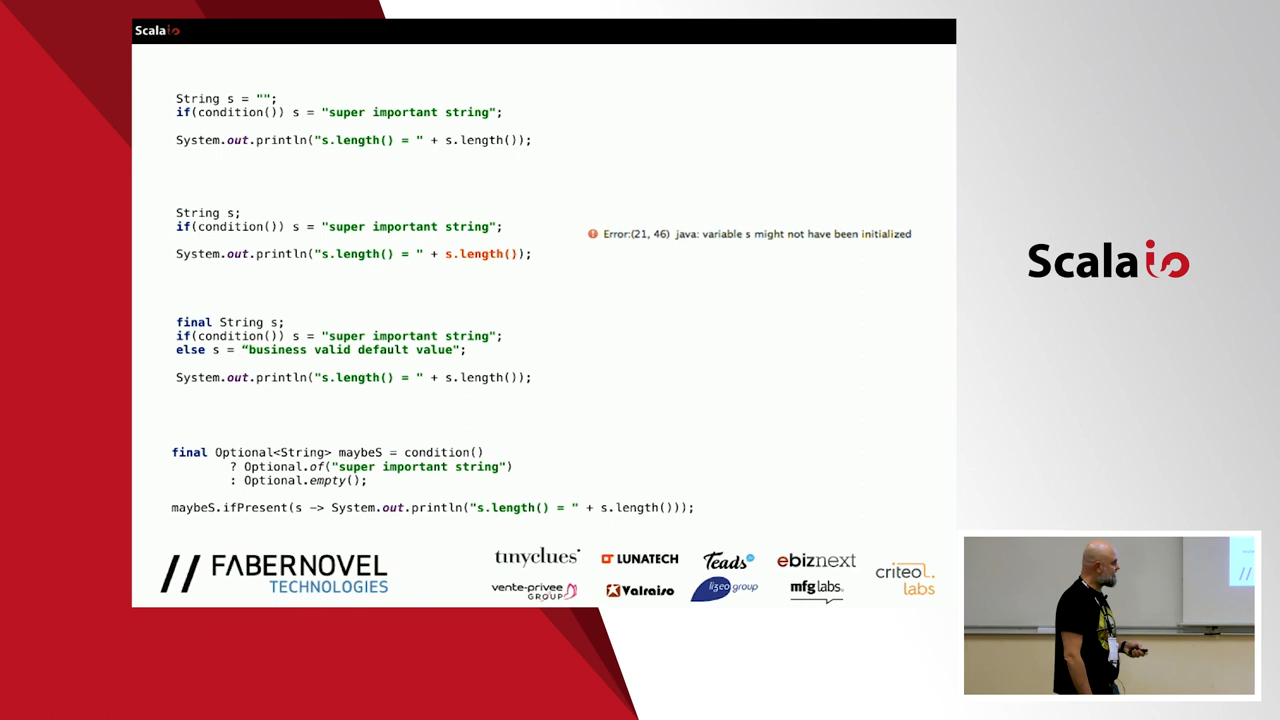 Scalaio
String s = "";
if(condition()) s = "super important string";
System.out.println("s.length() = " + s.length());
String s;
if(condition()) s = "super important string";
Error:(21, 46) java: variable s might not have been initialized
System.out.println("s.length() = " + s.length());
Scalaio
final String s;
if(condition()) s = "super important string";
else s = “business valid default value";
System.out.println("s.length() = " + s.length());
final Optional<String> maybeS = condition()
? Optional.of("super important string")
: Optional.empty();
maybeS.ifPresent(s -> System.out.println("s.length() = " + s.length()));
// FABERNOVEL
TECHNOLOGIES
tinyclues
LUNATECH
Teads
ebiznext
criteo
labs
vente-privee
GROUP
Valraiso
lizeo group
mfg labs
//